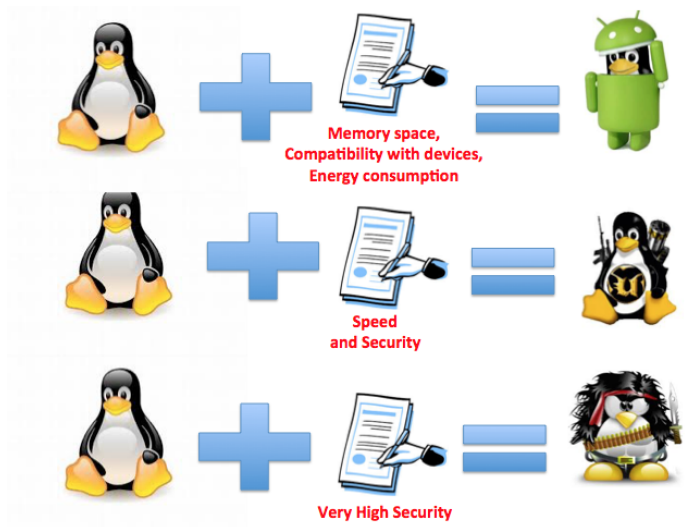 Memory space,
Compatibility with devices,
Energy consumption
Speed
and Security
Very High Security